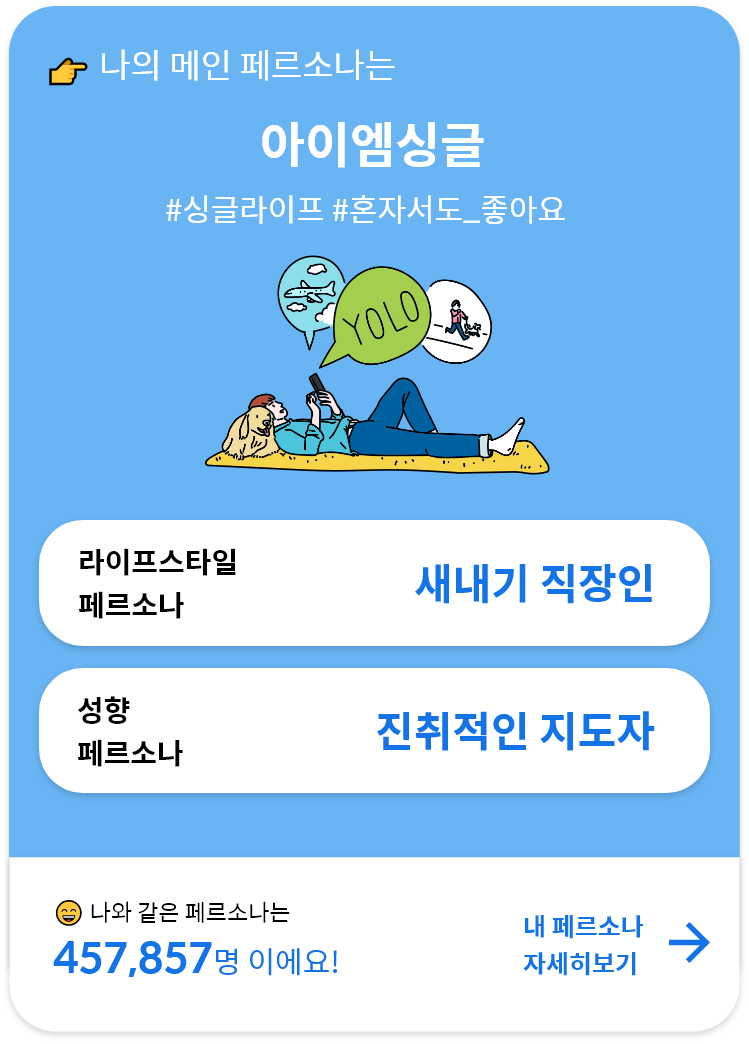 나의 메인 페르소나는
아이엠싱글
#싱글라이프 #혼자서도_좋아요
YOLO
라이프스타일
페르소나
새내기 직장인
성향
페르소나
진취적인 지도자
나와 같은 페르소나는
457,857명 이에요!
내 페르소나
자세히보기